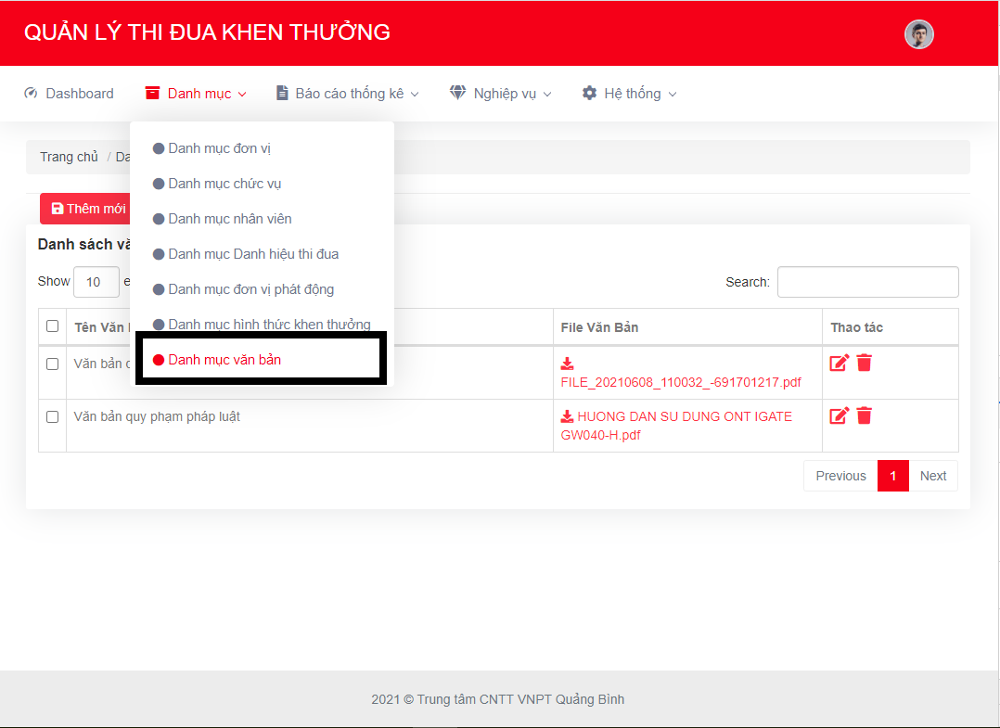 QUẢN LÝ THI ĐUA KHEN THƯỞNG
Dashboard Danh mục Báo cáo thống kê Nghiệp vụ Hệ thống
Trang chủ /
Danh mục đơn vị
Danh mục chức vụ
Danh mục nhân viên
Danh mục Danh hiệu thi đua
Danh mục đơn vị phát động
Danh mục hình thức khen thưởng
Danh mục văn bản
Thêm mới
Danh sách
Show 10
Search:
Tên Văn
File Văn Bản
Thao tác
Văn bản
FILE_20210608_110032_-691701217.pdf
Văn bản quy phạm pháp luật
HUONG DAN SU DUNG ONT IGATE
GW040-H.pdf
Previous 1 Next
2021 © Trung tâm CNTT VNPT Quảng Bình